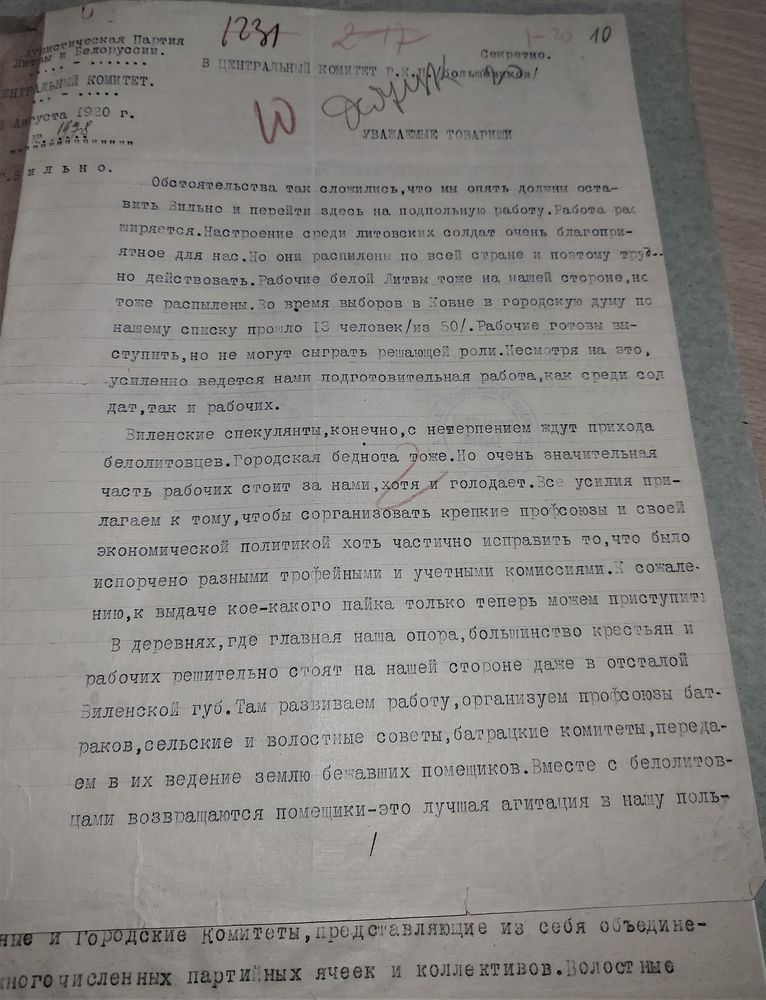 1231 2-17 1-20 10
Коммунистическая Партия
Литвы и Белоруссии.
Секретно.
В ЦЕНТРАЛЬНЫЙ КОМИТЕТ Р.К.П./Большевиков/
ЦЕНТРАЛЬНЫЙ КОМИТЕТ.
Августа 1920 г.
№ 1478
10
УВАЖАЕМЫЕ ТОВАРИЩИ
г. Вильно.
Обстоятельства так сложились,что мы опять должны оста-
вить Вильно и перейти здесь на подпольную работу.Работа рас
ширяется.Настроение среди литовских солдат очень благопри-
ятное для нас.Но они распилены по всей стране и поэтому труд-
но действовать.Рабочие белой Литвы тоже на нашей стороне,но
тоже распылены.Во время выборов в Ковне в городскую думу по
нашему списку прошло 13 человек/из 50/.Рабочие готовы вы-
ступить,но не могут сыграть решающей роли.Несмотря на это,
усиленно ведется нами подготовительная работа,как среди сол
дат,так и рабочих.
Виленские спекулянты,конечно,с нетерпением ждут прихода
белолитовцев.Городская беднота тоже.Но очень значительная
часть рабочих стоит за нами,хотя и голодает.Все усилия при-
лагаем к тому,чтобы сорганизовать крепкие профсоюзы и своей
экономической политикой хоть частично исправить то,что было
испорчено разными трофейными и учетными комиссиями.К сожале-
нию,к выдаче кое-какого пайка только теперь можем приступить
В деревнях,где главная наша опора,большинство крестьян и
рабочих решительно стоят на нашей стороне даже в отсталой
Виленской губ.Там развиваем работу,организуем профсоюзы бат-
раков,сельские и волостные советы,батрацкие комитеты,переда-
ем в их ведение землю бежавших помещиков.Вместе с белолитов-
цами возвращаются помещики-это лучшая агитация в нашу поль-
ные и Городские Комитеты,представляющие из себя объедине-
многочисленных партийных ячеек и коллективов.Волостные